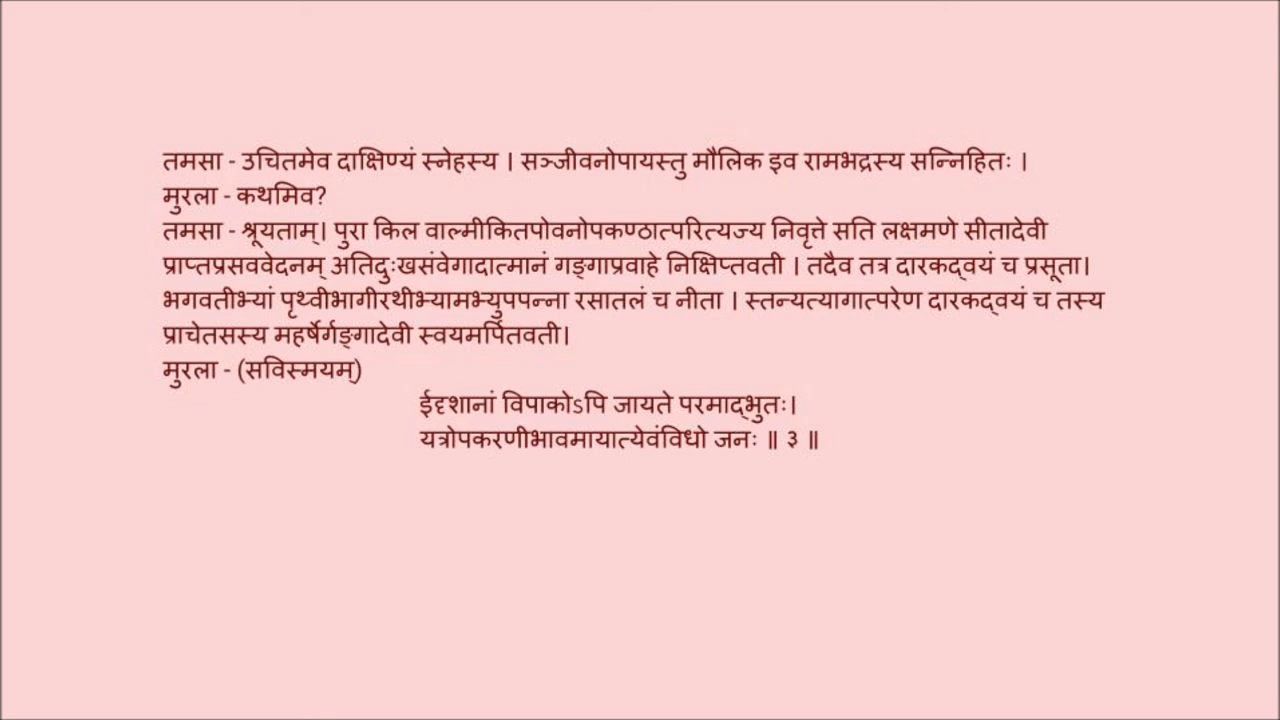 तमसा - उचितमेव दाक्षिण्यं स्नेहस्य । सञ्जीवनोपायस्तु मौलिक इव रामभद्रस्य सन्निहितः ।
मुरला - कथमिव?
तमसा - श्रूयताम्। पुरा किल वाल्मीकितपोवनोपकण्ठात्परित्यज्य निवृत्ते सति लक्षमणे सीतादेवी
प्राप्तप्रसववेदनम् अतिदुःखसंवेगादात्मानं गङ्गाप्रवाहे निक्षिप्तवती । तदैव तत्र दारकद्वयं च प्रसूता।
भगवतीभ्यां पृथ्वीभागीरथीभ्यामभ्युपपन्ना रसातलं च नीता । स्तन्यत्यागात्परेण दारकद्वयं च तस्य
प्राचेतसस्य महर्षेर्गङ्गादेवी स्वयमर्पितवती।
मुरला - (सविस्मयम्)
ईदृशानां विपाकोऽपि जायते परमाद्भुतः।
यत्रोपकरणीभावमायात्येवंविधो जनः ॥ ३ ॥